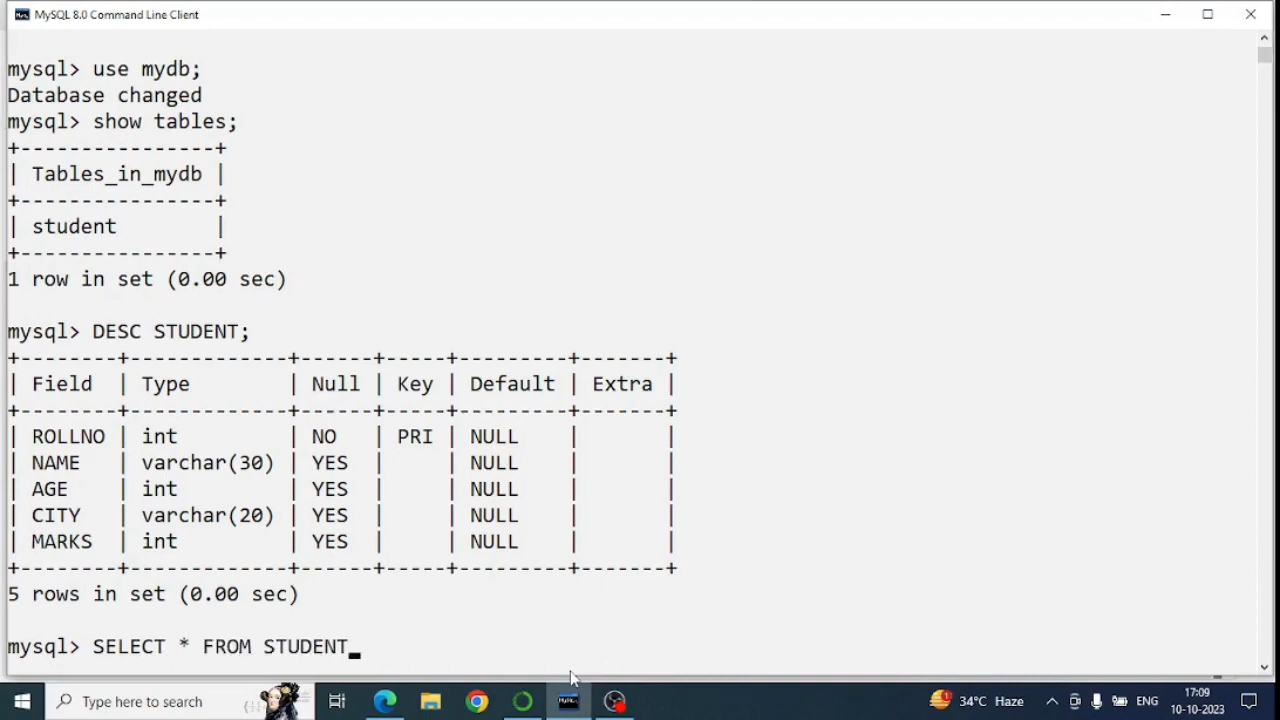 MySQL 8.0 Command Line Client
mysql> use mydb;
Database changed
mysql> show tables;
+----------------+
| Tables_in_mydb |
+----------------+
| student        |
+----------------+
1 row in set (0.00 sec)
mysql> DESC STUDENT;
+--------+-------------+------+-----+---------+-------+
| Field  | Type        | Null | Key | Default | Extra |
+--------+-------------+------+-----+---------+-------+
| ROLLNO | int         | NO   | PRI | NULL    |       |
| NAME   | varchar(30) | YES  |     | NULL    |       |
| AGE    | int         | YES  |     | NULL    |       |
| CITY   | varchar(20) | YES  |     | NULL    |       |
| MARKS  | int         | YES  |     | NULL    |       |
+--------+-------------+------+-----+---------+-------+
5 rows in set (0.00 sec)
mysql> SELECT * FROM STUDENT_
Type here to search
34°C Haze
ENG
17:09
10-10-2023